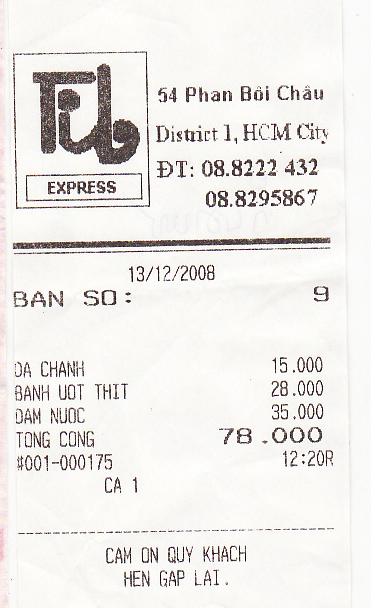 Tib
EXPRESS
54 Phan Bôi Châu
District 1, HCM City
ĐT: 08.8222 432
08.8295867
13/12/2008
BAN SO: 9
DA CHANH 15.000
BANH UOT THIT 28.000
DAM NUOC 35.000
TONG CONG 78.000
#001-000175 12:20R
CA 1
CAM ON QUY KHACH
HEN GAP LAI.